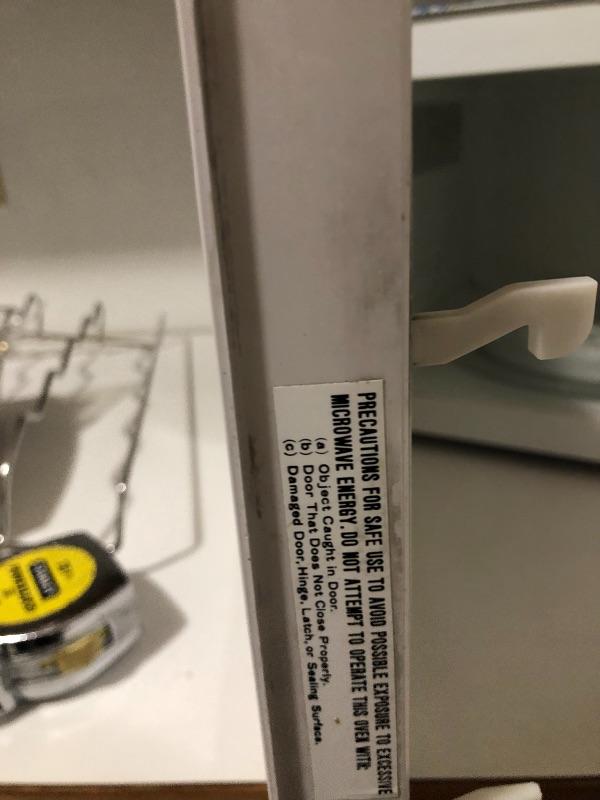 PRECAUTIONS FOR SAFE USE TO AVOID POSSIBLE EXPOSURE TO EXCESSIVE
MICROWAVE ENERGY. DO NOT ATTEMPT TO OPERATE THIS OVEN WITH:
(a) Object Caught in Door.
(b) Door That Does Not Close Properly.
(c) Damaged Door, Hinge, Latch, or Sealing Surface.
STANLEY